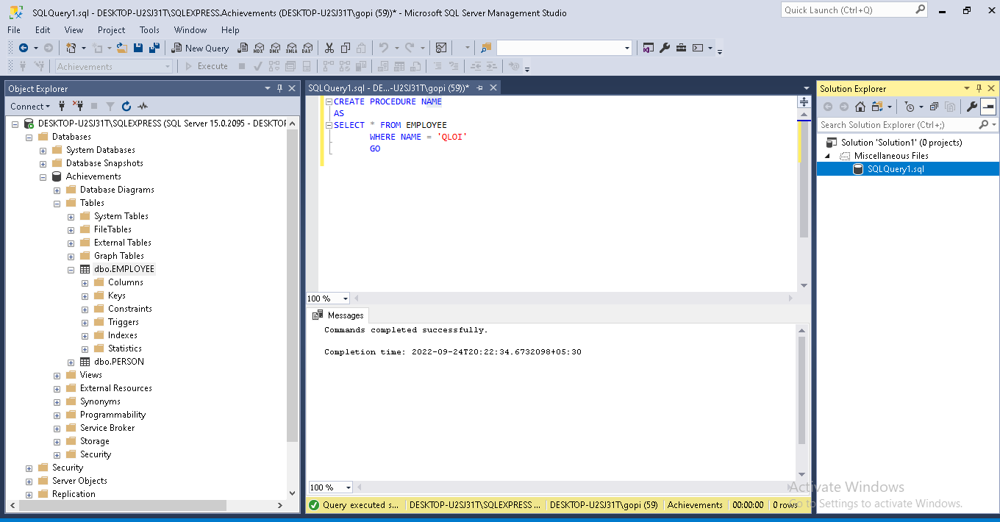 SQLQuery1.sql - DESKTOP-U2SJ31T\SQLEXPRESS.Achievements (DESKTOP-U2SJ31T\gopi (59))* - Microsoft SQL Server Management Studio
Quick Launch (Ctrl+Q)
File Edit View Project Tools Window Help
New Query
MDX DMX XMLA DAX
Achievements
Execute
Object Explorer
Connect
DESKTOP-U2SJ31T\SQLEXPRESS (SQL Server 15.0.2095 - DESKTOP
Databases
System Databases
Database Snapshots
Achievements
Database Diagrams
Tables
System Tables
FileTables
External Tables
Graph Tables
dbo.EMPLOYEE
Columns
Keys
Constraints
Triggers
Indexes
Statistics
dbo.PERSON
Views
External Resources
Synonyms
Programmability
Service Broker
Storage
Security
Security
Server Objects
Replication
SQLQuery1.sql - DE...-U2SJ31T\gopi (59))*
CREATE PROCEDURE NAME
AS
SELECT * FROM EMPLOYEE
WHERE NAME = 'QLOI'
GO
100 %
Messages
Commands completed successfully.
Completion time: 2022-09-24T20:22:34.6732098+05:30
100 %
Query executed s... DESKTOP-U2SJ31T\SQLEXPRESS ... DESKTOP-U2SJ31T\gopi (59) Achievements 00:00:00 0 rows
Solution Explorer
Search Solution Explorer (Ctrl+;)
Solution 'Solution1' (0 projects)
Miscellaneous Files
SQLQuery1.sql
Activate Windows
Go to Settings to activate Windows.